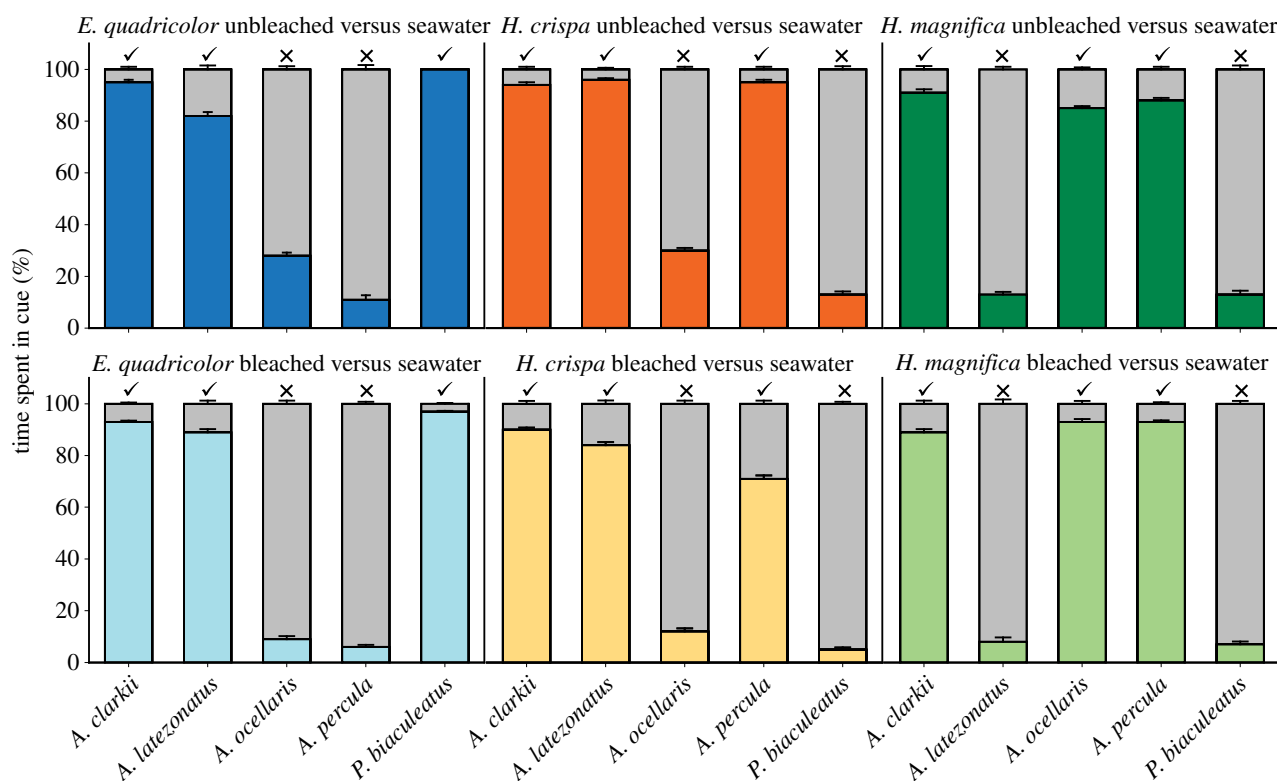 E. quadricolor unbleached versus seawater H. crispa unbleached versus seawater H. magnifica unbleached versus seawater
✓ ✓ × × ✓ ✓ ✓ × ✓ × ✓ × ✓ ✓ ×
100
80
60
40
20
0
time spent in cue (%)
E. quadricolor bleached versus seawater H. crispa bleached versus seawater H. magnifica bleached versus seawater
✓ ✓ × × ✓ ✓ ✓ × ✓ × ✓ × ✓ ✓ ×
100
80
60
40
20
0
A. clarkii A. latezonatus A. ocellaris A. percula P. biaculeatus A. clarkii A. latezonatus A. ocellaris A. percula P. biaculeatus A. clarkii A. latezonatus A. ocellaris A. percula P. biaculeatus